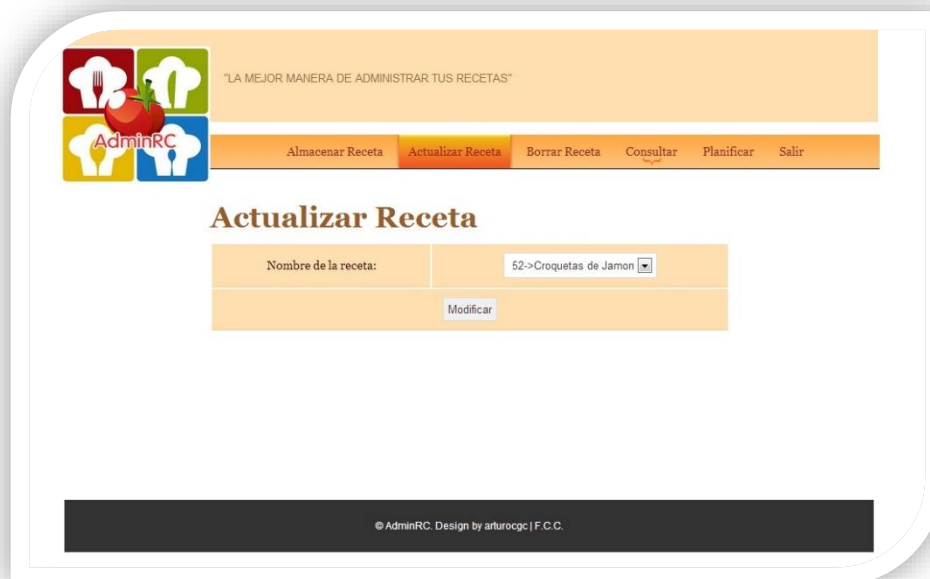 "LA MEJOR MANERA DE ADMINISTRAR TUS RECETAS"
AdminRC
Almacenar Receta Actualizar Receta Borrar Receta Consultar Planificar Salir
Actualizar Receta
Nombre de la receta: 52->Croquetas de Jamon
Modificar
© AdminRC. Design by arturocgc | F.C.C.